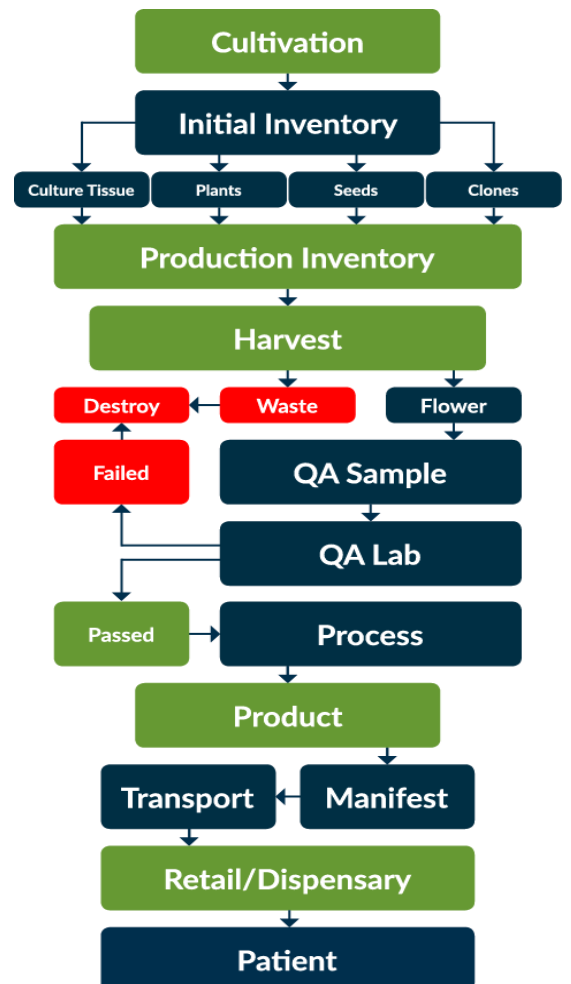 Cultivation
Initial Inventory
Culture Tissue
Plants
Seeds
Clones
Production Inventory
Harvest
Destroy
Waste
Flower
Failed
QA Sample
QA Lab
Passed
Process
Product
Transport
Manifest
Retail/Dispensary
Patient